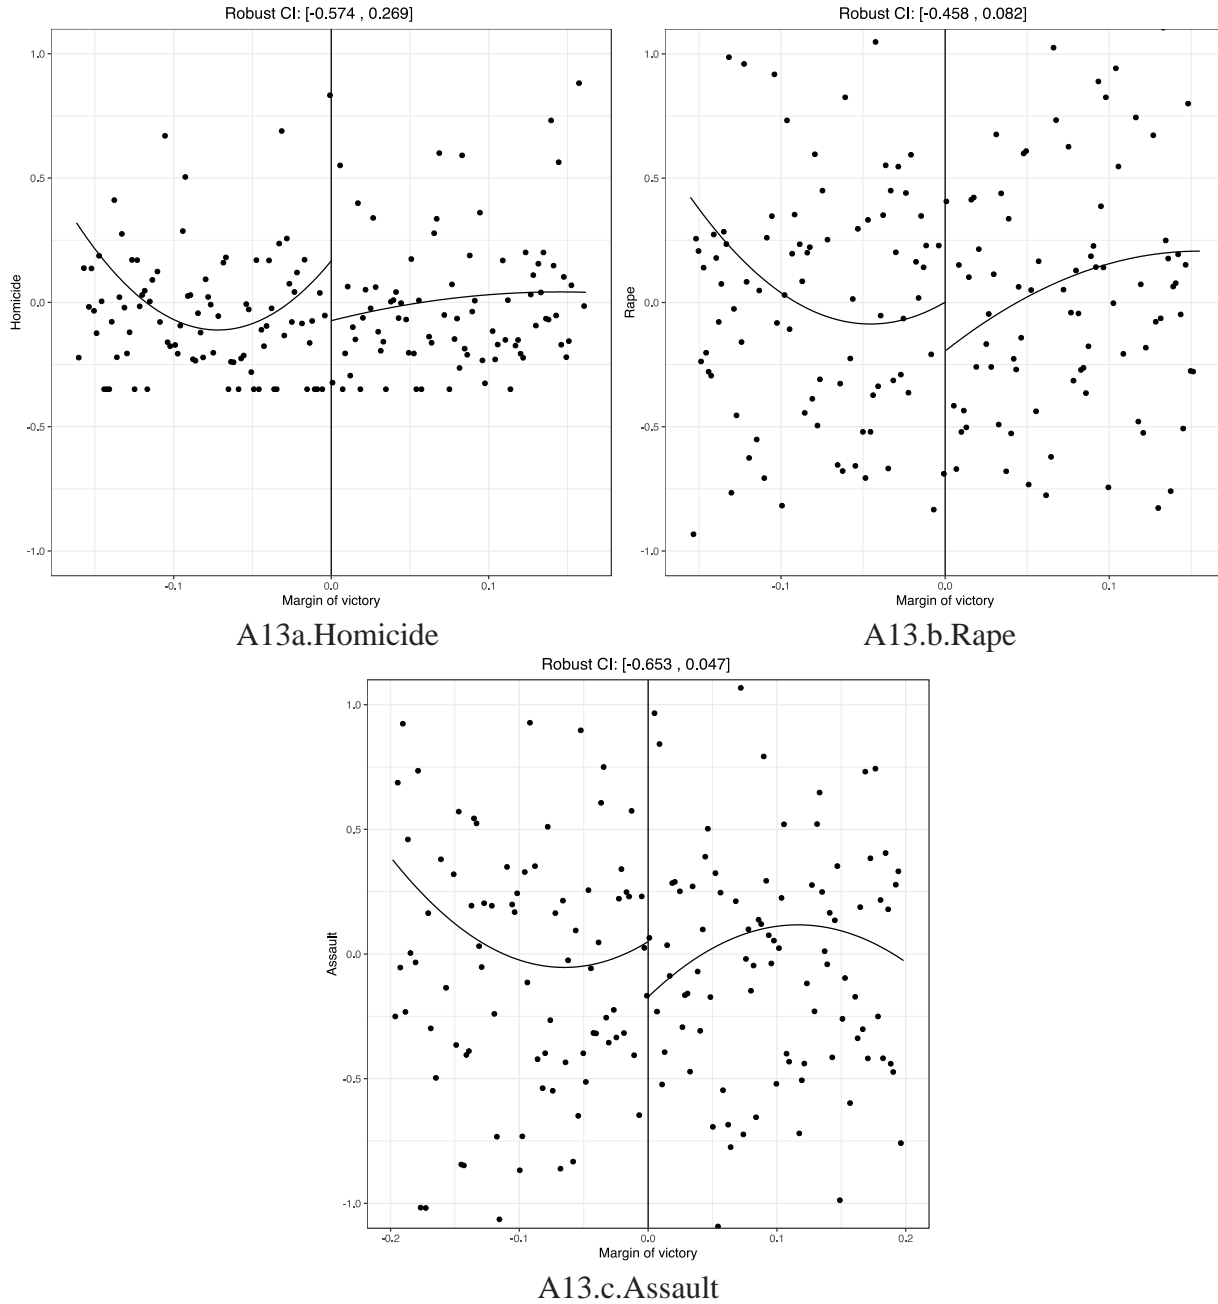 Robust CI: [-0.574 , 0.269]
1.0
0.5
0.0
-0.5
-1.0
Homicide
-0.1
0.0
0.1
Margin of victory
A13a.Homicide
Robust CI: [-0.458 , 0.082]
1.0
0.5
0.0
-0.5
-1.0
Rape
-0.1
0.0
0.1
Margin of victory
A13.b.Rape
Robust CI: [-0.653 , 0.047]
1.0
0.5
0.0
-0.5
-1.0
Assault
-0.2
-0.1
0.0
0.1
0.2
Margin of victory
A13.c.Assault